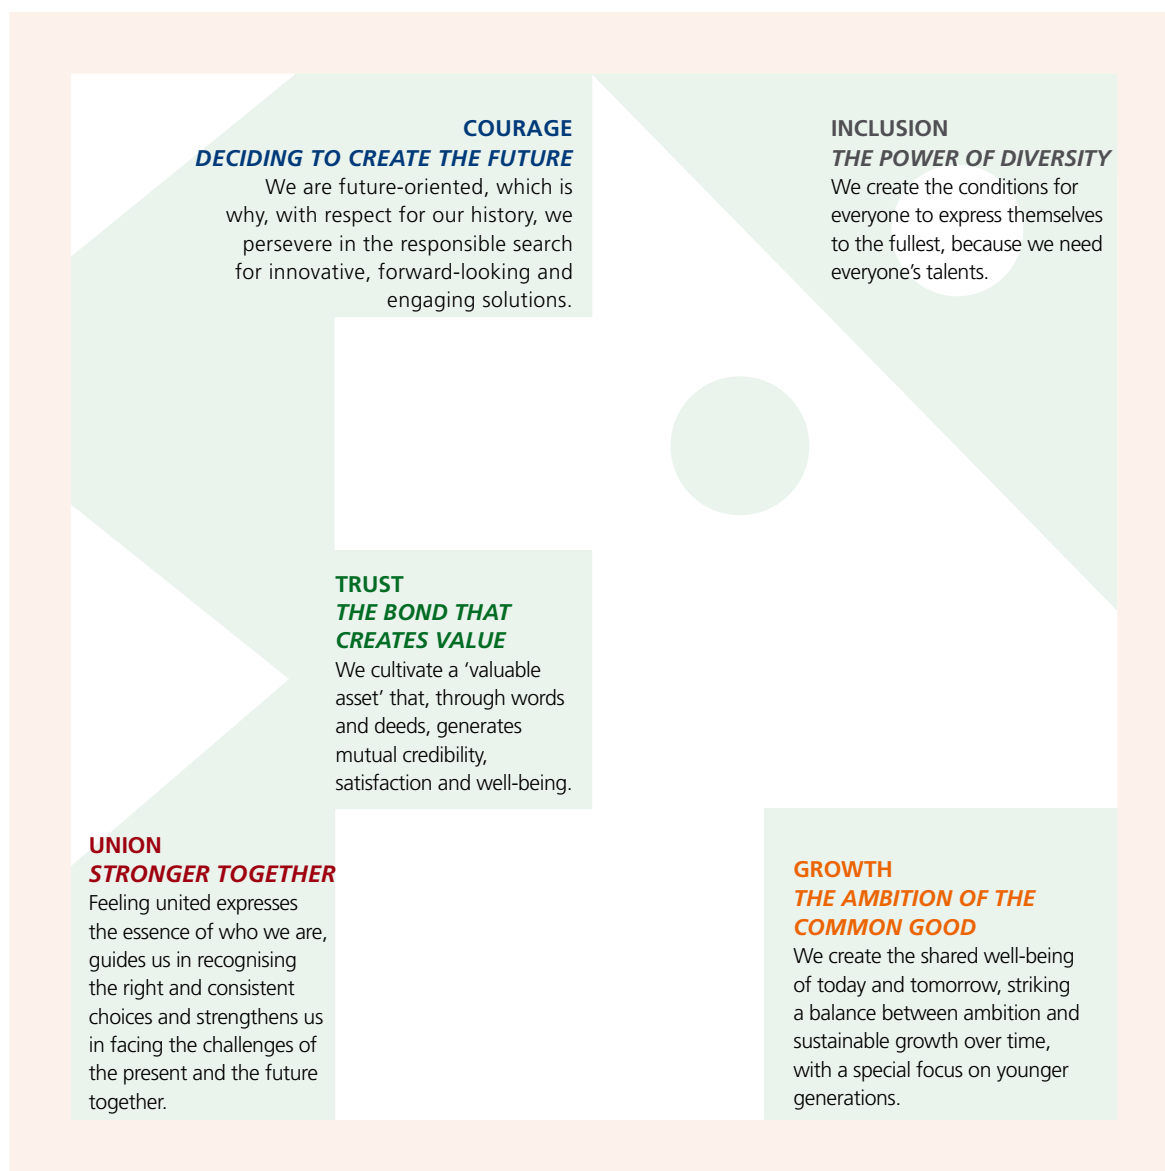 COURAGE
DECIDING TO CREATE THE FUTURE
We are future-oriented, which is
why, with respect for our history, we
persevere in the responsible search
for innovative, forward-looking and
engaging solutions.
INCLUSION
THE POWER OF DIVERSITY
We create the conditions for
everyone to express themselves
to the fullest, because we need
everyone’s talents.
TRUST
THE BOND THAT
CREATES VALUE
We cultivate a ‘valuable
asset’ that, through words
and deeds, generates
mutual credibility,
satisfaction and well-being.
UNION
STRONGER TOGETHER
Feeling united expresses
the essence of who we are,
guides us in recognising
the right and consistent
choices and strengthens us
in facing the challenges of
the present and the future
together.
GROWTH
THE AMBITION OF THE
COMMON GOOD
We create the shared well-being
of today and tomorrow, striking
a balance between ambition and
sustainable growth over time,
with a special focus on younger
generations.